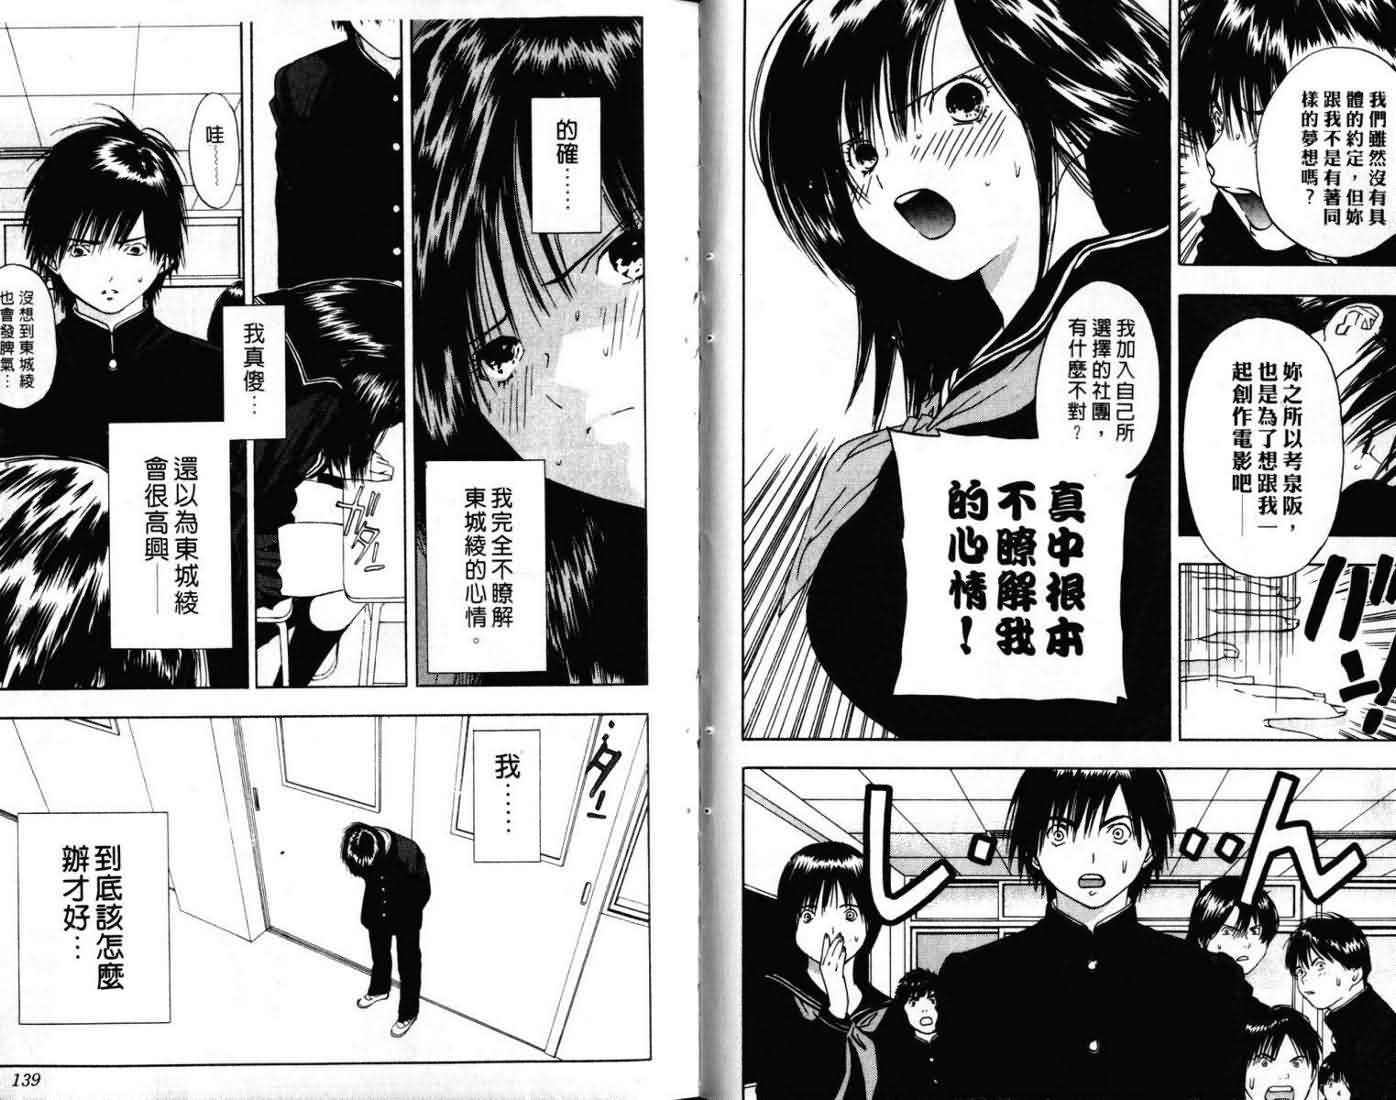 我們雖然沒有具
體的約定，但妳
跟我不是有著同
樣的夢想嗎？
妳之所以考泉阪，
也是為了想跟我一
起創作電影吧——
我加入自己所
選擇的社團，
有什麼不對？
真中根本
不瞭解我
的心情！
し…ん
的確……
我完全不瞭解
東城綾的心情。
ガタン
哇……
我真傻…
還以為東城綾
會很高興——
沒想到東城綾
也會發脾氣…
我……
到底該怎麼
辦才好…
139